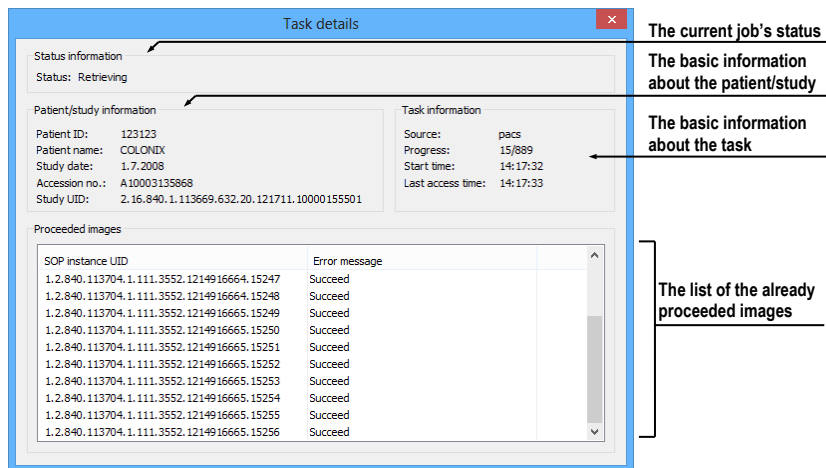 Task details
The current job's status
Status information
Status: Retrieving
The basic information
about the patient/study
Patient/study information
Patient ID: 123123
Patient name: COLONIX
Study date: 1.7.2008
Accession no.: A10003135868
Study UID: 2.16.840.1.113669.632.20.121711.10000155501
Task information
Source: pacs
Progress: 15/889
Start time: 14:17:32
Last access time: 14:17:33
The basic information
about the task
Proceeded images
SOP instance UID Error message
1.2.840.113704.1.111.3552.1214916664.15247 Succeed
1.2.840.113704.1.111.3552.1214916664.15248 Succeed
1.2.840.113704.1.111.3552.1214916665.15249 Succeed
1.2.840.113704.1.111.3552.1214916665.15250 Succeed
1.2.840.113704.1.111.3552.1214916665.15251 Succeed
1.2.840.113704.1.111.3552.1214916665.15252 Succeed
1.2.840.113704.1.111.3552.1214916665.15253 Succeed
1.2.840.113704.1.111.3552.1214916665.15254 Succeed
1.2.840.113704.1.111.3552.1214916665.15255 Succeed
1.2.840.113704.1.111.3552.1214916665.15256 Succeed
The list of the already
proceeded images